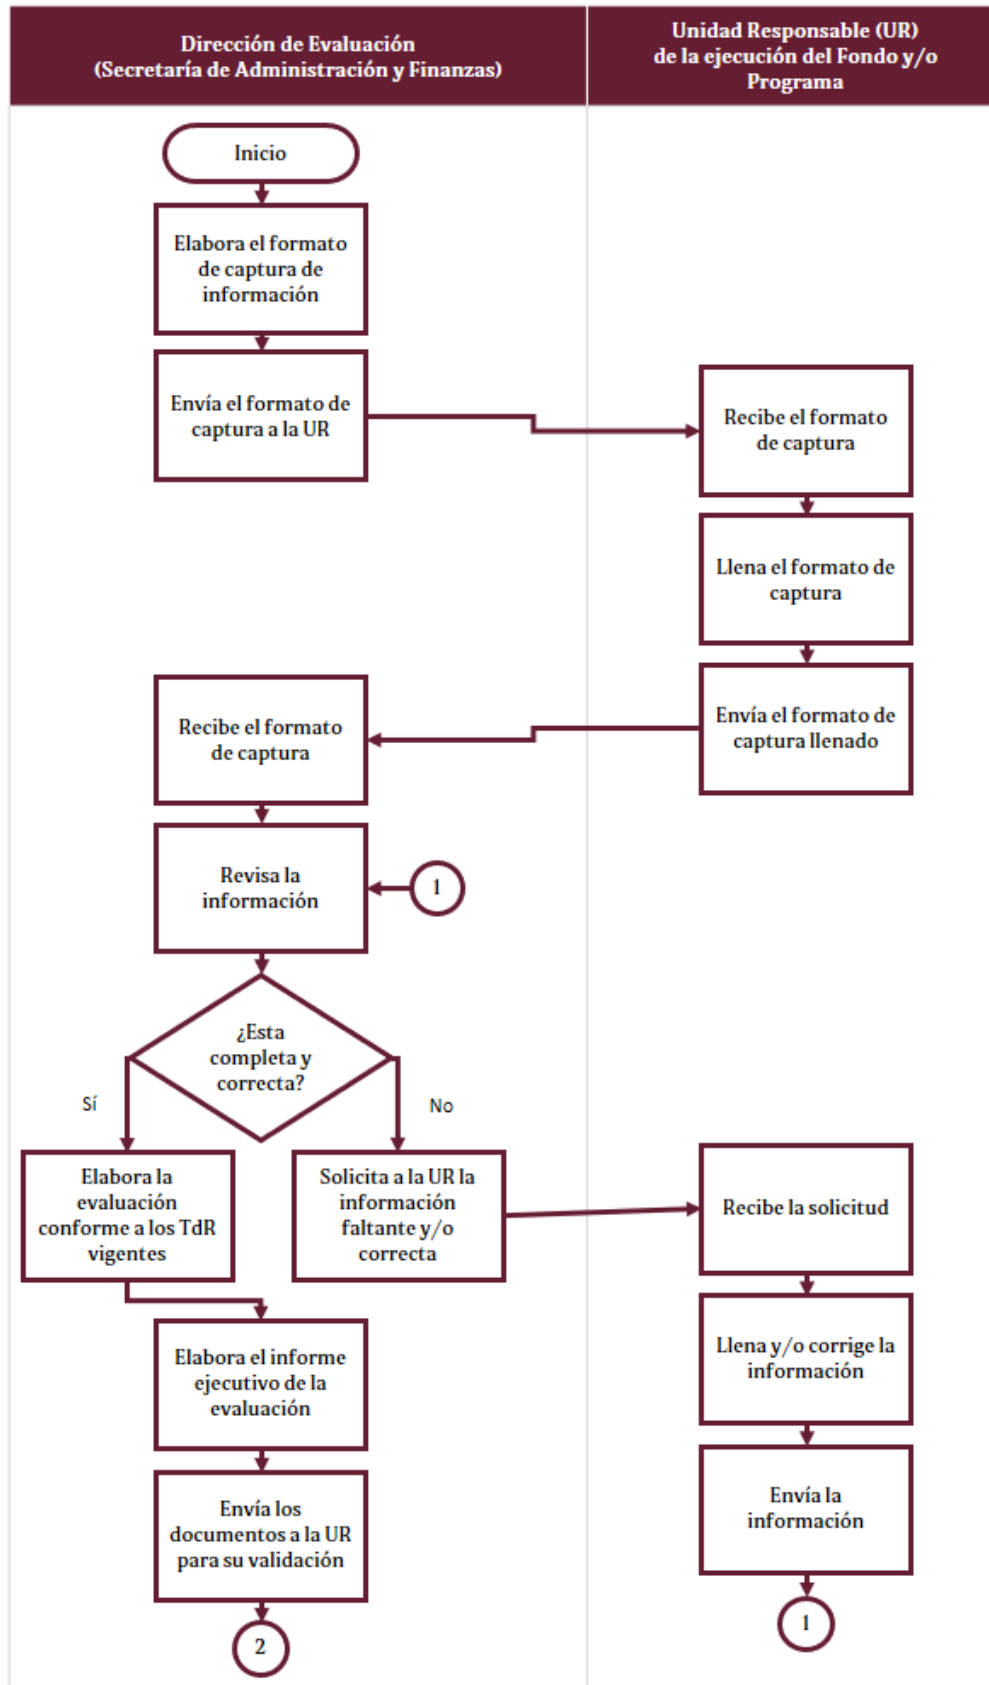 Dirección de Evaluación
(Secretaría de Administración y Finanzas)
Unidad Responsable (UR)
de la ejecución del Fondo y/o
Programa
Inicio
Elabora el formato
de captura de
información
Envía el formato de
captura a la UR
Recibe el formato
de captura
Llena el formato de
captura
Envía el formato de
captura llenado
Recibe el formato
de captura
Revisa la
información
1
¿Esta
completa y
correcta?
Sí
No
Elabora la
evaluación
conforme a los TdR
vigentes
Solicita a la UR la
información
faltante y/o
correcta
Recibe la solicitud
Llena y/o corrige la
información
Envía la
información
1
Elabora el informe
ejecutivo de la
evaluación
Envía los
documentos a la UR
para su validación
2